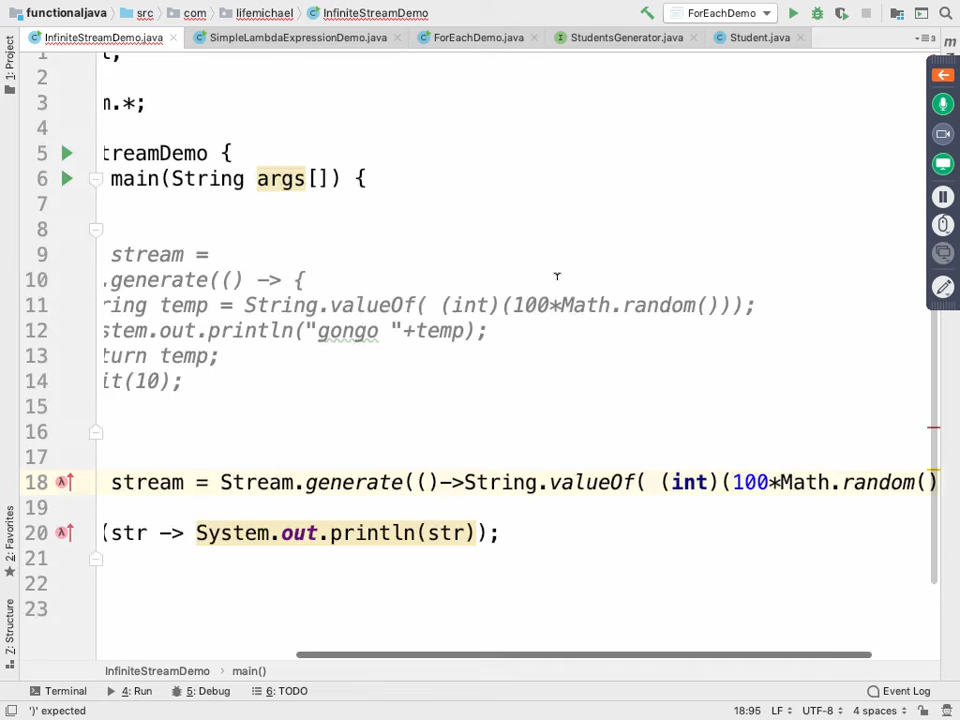 functionaljava src com lifemichael InfiniteStreamDemo ForEachDemo
InfiniteStreamDemo.java SimpleLambdaExpressionDemo.java ForEachDemo.java StudentsGenerator.java Student.java
1: Project
2
3 m.*;
4
5 treamDemo {
6 main(String args[]) {
7
8
9 stream =
10 .generate(() -> {
11 ring temp = String.valueOf( (int)(100*Math.random()));
12 stem.out.println("gongo "+temp);
13 turn temp;
14 it(10);
15
16
17
18 stream = Stream.generate(()->String.valueOf( (int)(100*Math.random()
19
20 (str -> System.out.println(str));
21
22
23
2: Favorites
7: Structure
InfiniteStreamDemo main()
Terminal 4: Run 5: Debug 6: TODO Event Log
')' expected 18:95 LF UTF-8 4 spaces